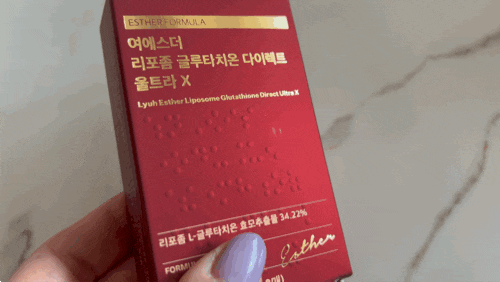 ESTHER FORMULA
여에스더
리포좀 글루타치온 다이렉트
울트라 X
Lyuh Esther Liposome Glutathione Direct Ultra X
리포좀 L-글루타치온 효모추출물 34.22%
Esther